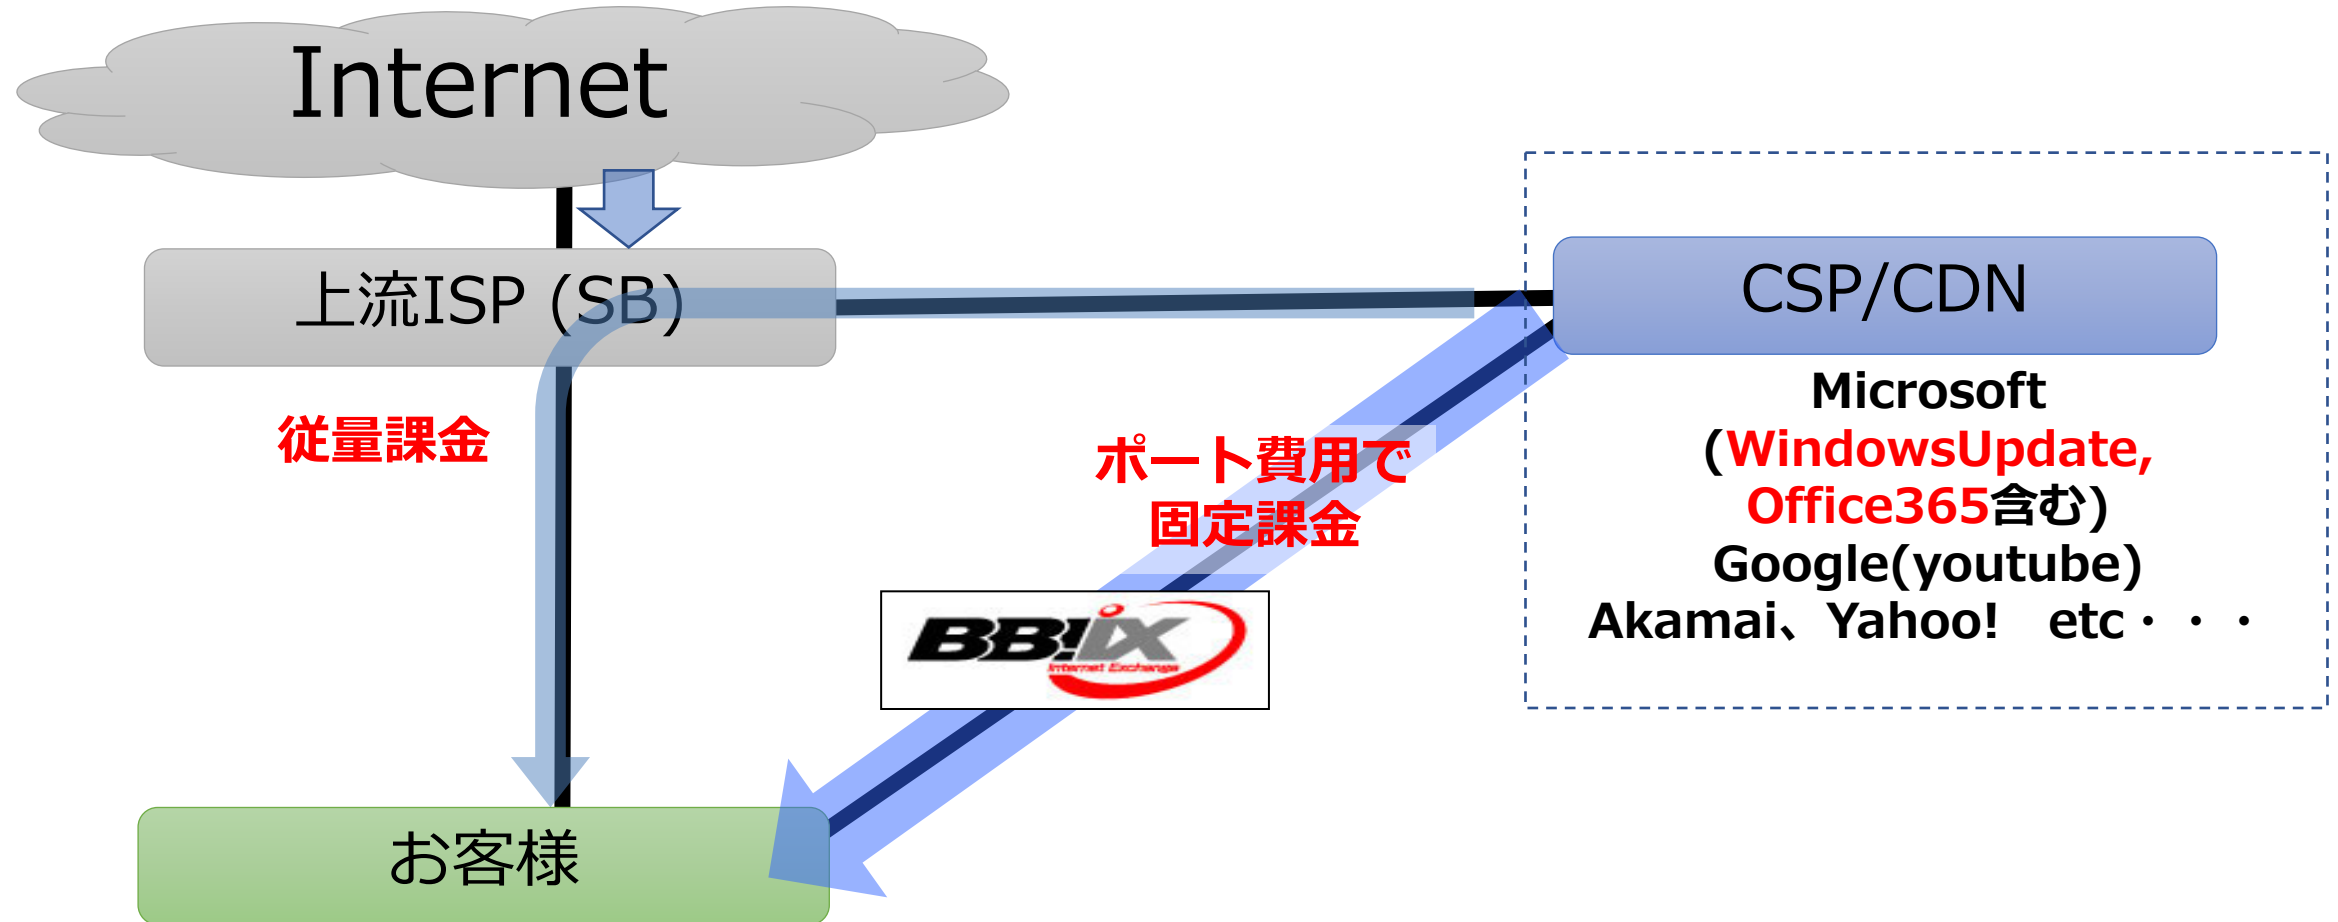 Internet
上流ISP (SB)
CSP/CDN
従量課金
ポート費用で
固定課金
Microsoft
(WindowsUpdate,
Office365含む)
Google(youtube)
Akamai、Yahoo!　etc・・・
BB!iX
Internet Exchange
お客様